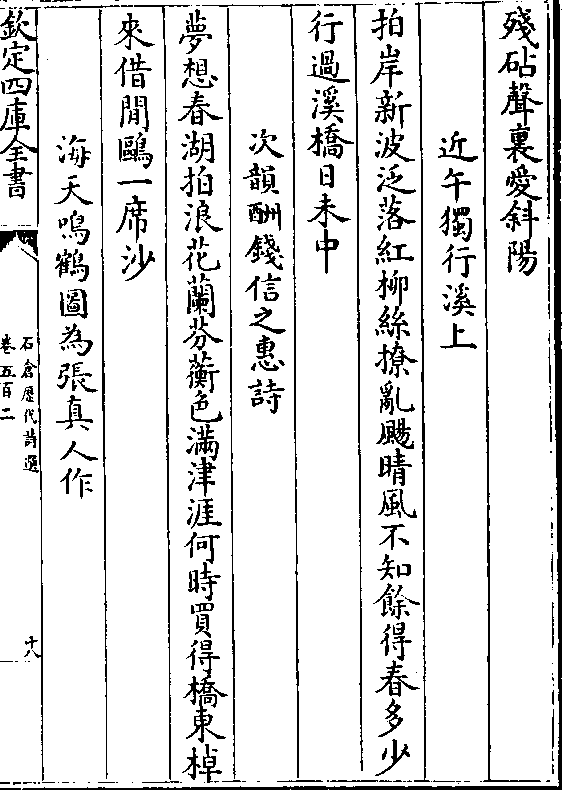 殘砧聲裏愛斜陽
近午獨行溪上
拍岸新波泛落紅柳絲撩亂颺晴風不知餘得春多少
行過溪橋日未中
次韻酬錢信之惠詩
夢想春湖拍浪花蘭芬蘅色滿津涯何時買得橋東棹
來借閒鷗一席沙
海天鳴鶴圖為張真人作
欽定四庫全書
石倉歷代詩選
卷五百二
十八